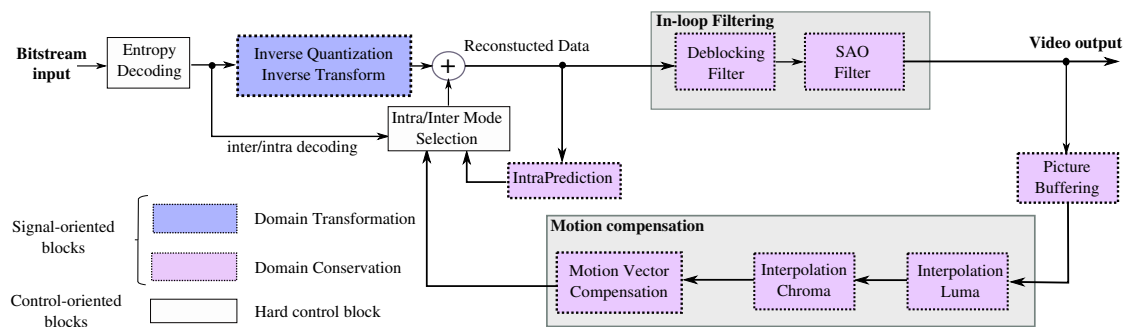 In-loop Filtering
Bitstream
input
Entropy
Decoding
Inverse Quantization
Inverse Transform
+
Reconstucted Data
Deblocking
Filter
SAO
Filter
Video output
Intra/Inter Mode
Selection
inter/intra decoding
IntraPrediction
Picture
Buffering
Signal-oriented
blocks
Domain Transformation
Domain Conservation
Control-oriented
blocks
Hard control block
Motion compensation
Motion Vector
Compensation
Interpolation
Chroma
Interpolation
Luma